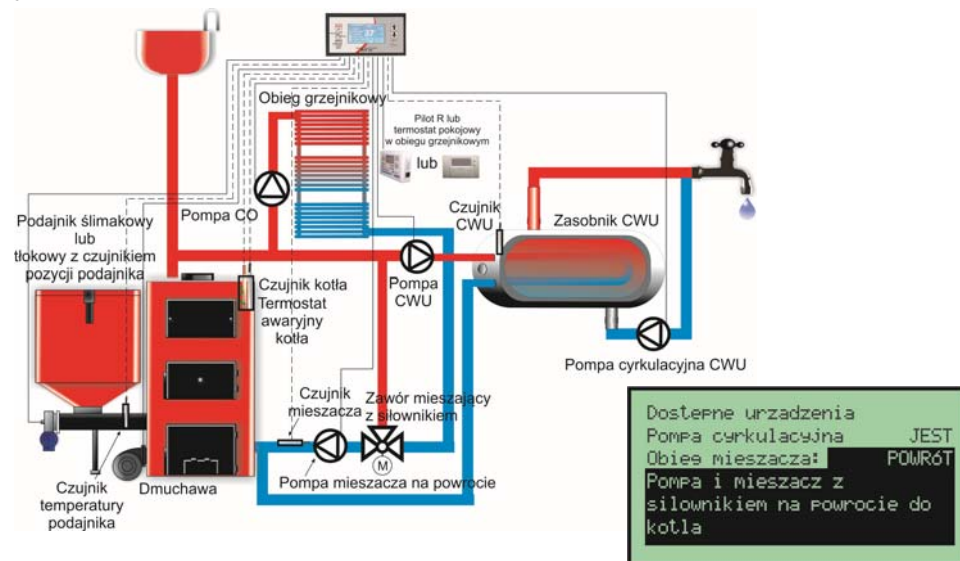 Obieg grzejnikowy
Pilot R lub
termostat pokojowy
w obiegu grzejnikowym
lub
Pompa CO
Podajnik ślimakowy
lub
tłokowy z czujnikiem
pozycji podajnika
Czujnik
CWU
Zasobnik CWU
Pompa
CWU
Czujnik kotła
Termostat
awaryjny
kotła
Pompa cyrkulacyjna CWU
Czujnik
mieszacza
Zawór mieszający
z siłownikiem
M
Pompa mieszacza na powrocie
Czujnik
temperatury
podajnika
Dmuchawa
Dostepne urzadzenia
Pompa cyrkulacyjna JEST
Obieg mieszacza: POWRóT
Pompa i mieszacz z
silownikiem na powrocie do
kotla